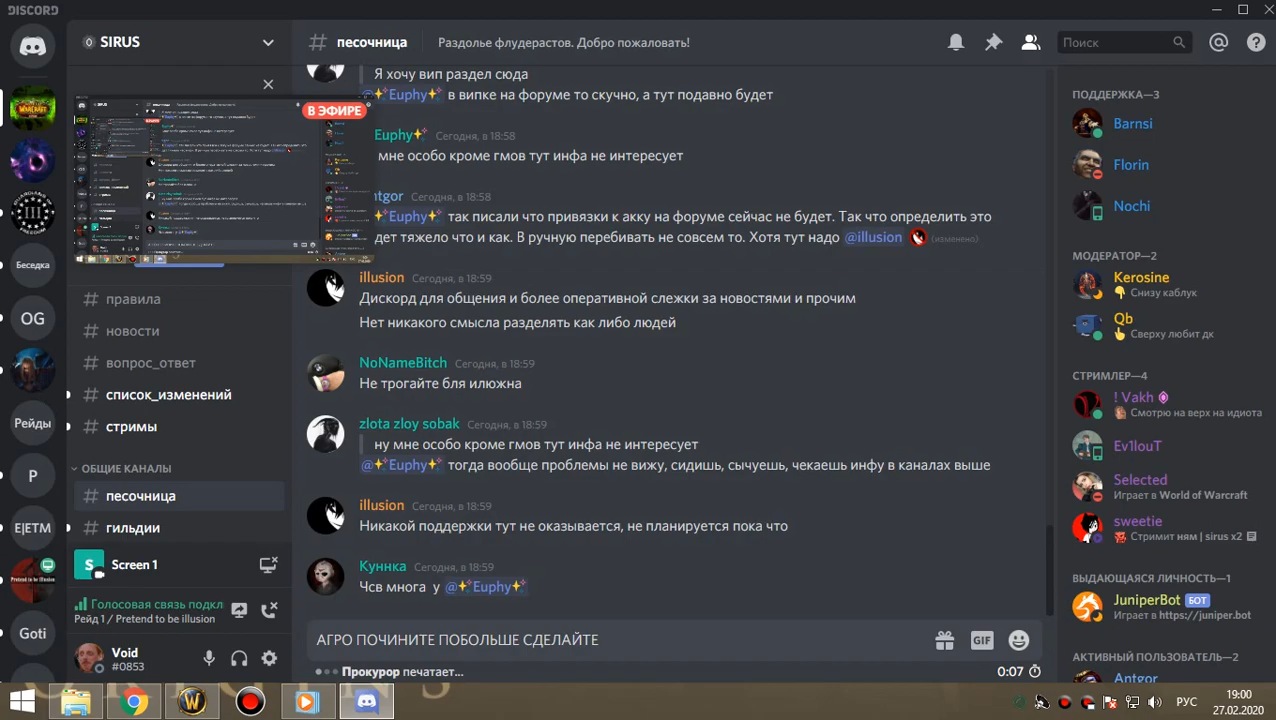 DISCORD
SIRUS
# песочница
Раздолье флудерастов. Добро пожаловать!
Поиск
В ЭФИРЕ
# правила
# новости
# вопрос_ответ
# список_изменений
# стримы
ОБЩИЕ КАНАЛЫ
# песочница
# гильдии
S
Screen 1
Голосовая связь подкл
Рейд 1 / Pretend to be illusion
Void
#0853
Беседка
OG
Рейды
P
E|ETM
Pretend to be illusion
Goti
Я хочу вип раздел сюда
@✨Euphy✨ в випке на форуме то скучно, а тут подавно будет
Euphy✨ Сегодня, в 18:58
мне особо кроме гмов тут инфа не интересует
ntgor Сегодня, в 18:58
Euphy✨ так писали что привязки к акку на форуме сейчас не будет. Так что определить это
дет тяжело что и как. В ручную перебирать не совсем то. Хотя тут надо @illusion (изменено)
illusion Сегодня, в 18:59
Дискорд для общения и более оперативной слежки за новостями и прочим
Нет никакого смысла разделять как либо людей
NoNameBitch Сегодня, в 18:59
Не трогайте бля илюжна
zlota zloy sobak Сегодня, в 18:59
ну мне особо кроме гмов тут инфа не интересует
@✨Euphy✨ тогда вообще проблемы не вижу, сидишь, сычуешь, чекаешь инфу в каналах выше
illusion Сегодня, в 18:59
Никакой поддержки тут не оказывается, не планируется пока что
Куннка Сегодня, в 18:59
Чсв многа у @✨Euphy✨
АГРО ПОЧИНИТЕ ПОБОЛЬШЕ СДЕЛАЙТЕ
GIF
Прокурор печатает...
0:07
ПОДДЕРЖКА—3
Barnsi
Florin
Nochi
МОДЕРАТОР—2
Kerosine
👇 Снизу каблук
Qb
👆 Сверху любит дк
СТРИМЛЕР—4
! Vakh
Смотрю на верх на идиота
Ev1louT
Selected
Играет в World of Warcraft
sweetie
Стримит ням | sirus x2
ВЫДАЮЩАЯСЯ ЛИЧНОСТЬ—1
JuniperBot БОТ
Играет в https://juniper.bot
АКТИВНЫЙ ПОЛЬЗОВАТЕЛЬ—2
Antgor
РУС
19:00
27.02.2020